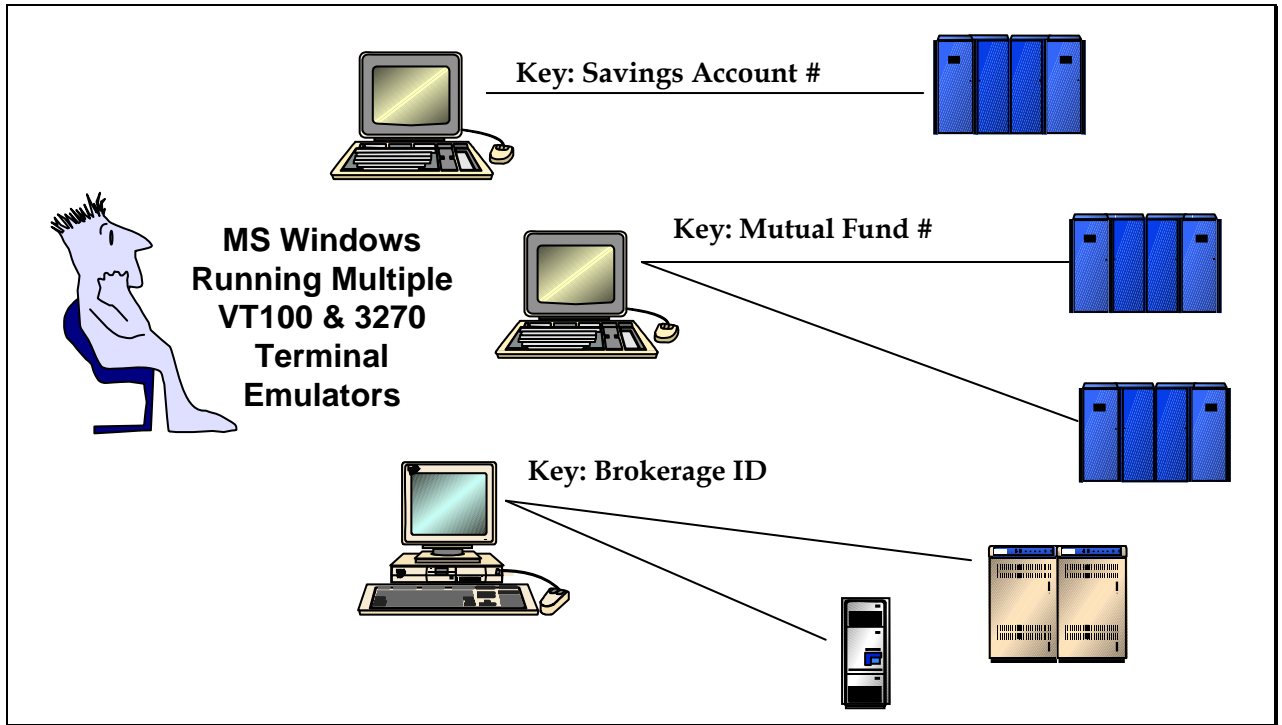 Key: Savings Account #
Key: Mutual Fund #
MS Windows
Running Multiple
VT100 & 3270
Terminal
Emulators
Key: Brokerage ID